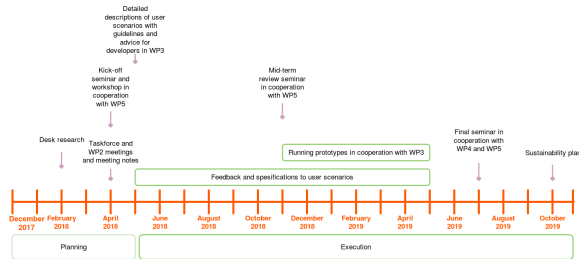 Detailed
descriptions of user
scenarios with
guidelines and
advice for
developers in WP3
Kick-off
seminar and
workshop in
cooperation
with WP5
Mid-term
review seminar
in cooperation
with WP5
Desk research
Taskforce and
WP2 meetings
and meeting notes
Running prototypes in cooperation with WP3
Final seminar in
cooperation with
WP4 and WP5
Sustainability plan
Feedback and spesifications to user scenarios
December
2017
February
2018
April
2018
June
2018
August
2018
October
2018
December
2018
February
2019
April
2019
June
2019
August
2019
October
2019
Planning
Execution